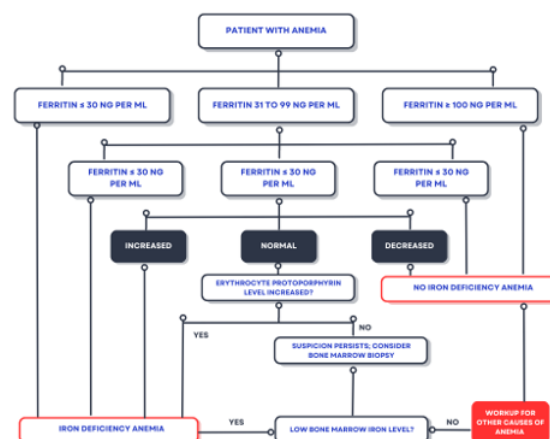 PATIENT WITH ANEMIA
FERRITIN ≤ 30 NG PER ML
FERRITIN 31 TO 99 NG PER ML
FERRITIN ≥ 100 NG PER ML
FERRITIN ≤ 30 NG
PER ML
FERRITIN ≤ 30 NG
PER ML
FERRITIN ≤ 30 NG
PER ML
INCREASED
NORMAL
DECREASED
ERYTHROCYTE PROTOPORPHYRIN
LEVEL INCREASED?
NO IRON DEFICIENCY ANEMIA
YES
NO
SUSPICION PERSISTS; CONSIDER
BONE MARROW BIOPSY
IRON DEFICIENCY ANEMIA
YES
LOW BONE MARROW IRON LEVEL?
NO
WORKUP FOR
OTHER CAUSES OF
ANEMIA